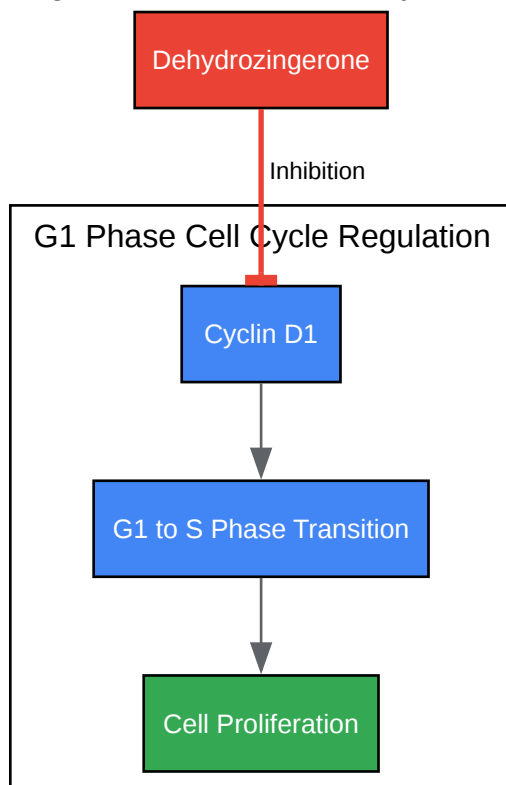 Dehydrozingerone
Inhibition
G1 Phase Cell Cycle Regulation
Cyclin D1
G1 to S Phase Transition
Cell Proliferation